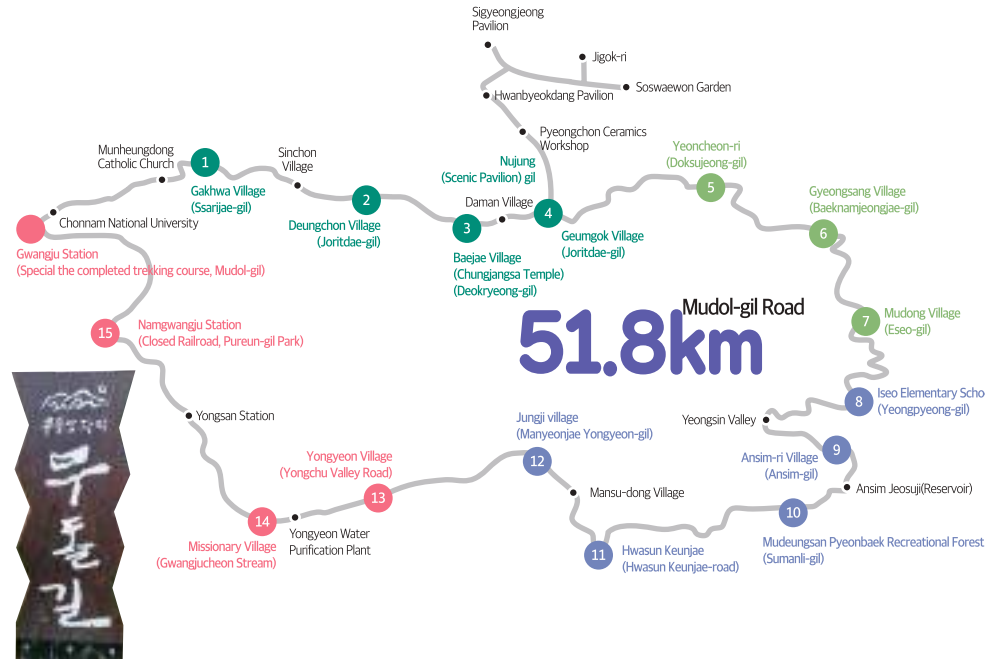 Sigyeongjeong
Pavilion
Jigok-ri
Soswaewon Garden
Hwanbyeokdang Pavilion
Pyeongchon Ceramics
Workshop
Munheungdong
Catholic Church
1
Gakhwa Village
(Ssarijae-gil)
Sinchon
Village
2
Deungchon Village
(Joritdae-gil)
Nujung
(Scenic Pavilion) gil
Daman Village
3
Baejae Village
(Chungjangsa Temple)
(Deokryeong-gil)
4
Geumgok Village
(Joritdae-gil)
Yeoncheon-ri
(Doksujeong-gil)
5
Gyeongsang Village
(Baeknamjeongjae-gil)
6
Chonnam National University
Gwangju Station
(Special the completed trekking course, Mudol-gil)
Mudol-gil Road
51.8km
7
Mudong Village
(Eseo-gil)
15
Namgwangju Station
(Closed Railroad, Pureun-gil Park)
8
Iseo Elementary Scho
(Yeongpyeong-gil)
Yeongsin Valley
Yongsan Station
Jungji village
(Manyeonjae Yongyeon-gil)
12
9
Ansim-ri Village
(Ansim-gil)
Yongyeon Village
(Yongchu Valley Road)
13
Mansu-dong Village
Ansim Jeosuji(Reservoir)
10
Mudeungsan Pyeonbaek Recreational Forest
(Sumanli-gil)
14
Missionary Village
(Gwangjucheon Stream)
Yongyeon Water
Purification Plant
11
Hwasun Keunjae
(Hwasun Keunjae-road)
무
돌
길